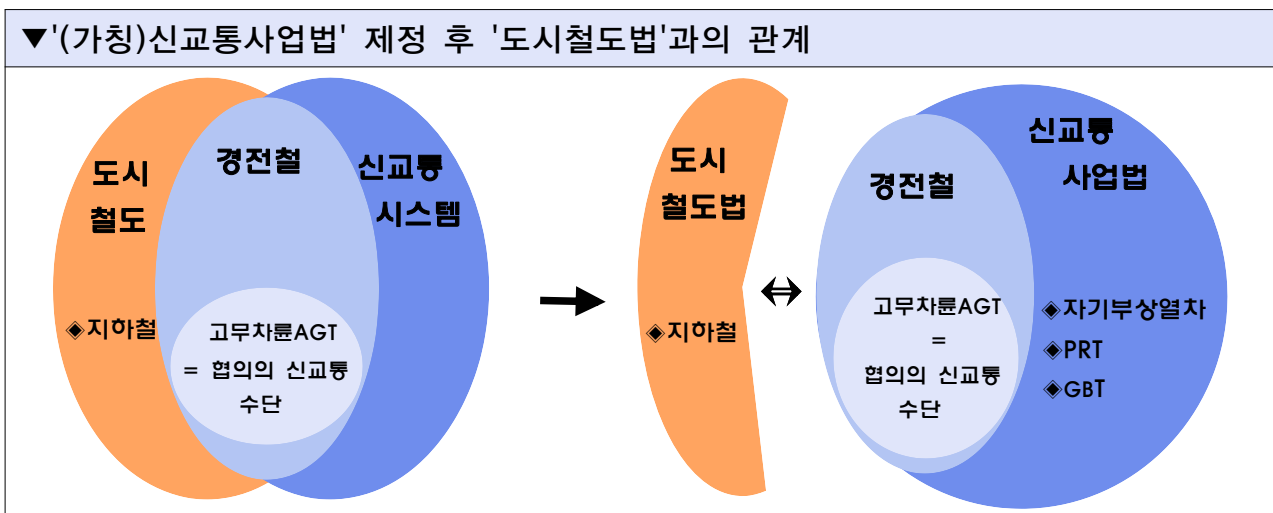 ▼'(가칭)신교통사업법' 제정 후 '도시철도법'과의 관계
도시
철도
◈지하철
경전철
신교통
시스템
고무차륜AGT
= 협의의 신교통
수단
도시
철도법
◈지하철
경전철
신교통
사업법
고무차륜AGT
=
협의의 신교통
수단
◈자기부상열차
◈PRT
◈GBT